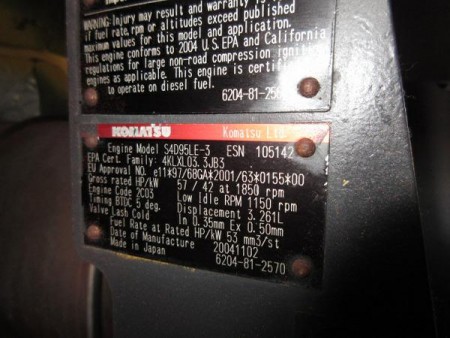 WARNING: Injury may result and warranty is
if fuel rate, rpm or altitudes exceed published
maximum values for this model and application.
This engine conforms to 2004 U.S. EPA and California
regulations for large non-road compression
engines as applicable. This engine is
to operate on diesel fuel.
KOMATSU Komatsu Ltd.
Engine Model S4D95LE-3 ESN 105142
EPA Cert. Family: 4KLXL03.3JB3
EU Approval NO. e11*97/68GA*2001/63*0155*00
Gross rated HP/kW 57 / 42 at 1850 rpm
Engine Code 2C03 Low Idle RPM 1150 rpm
Timing BTDC 5 deg. Displacement 3.261L
Valve Lash Cold In 0.35mm Ex 0.50mm
Fuel Rate at Rated HP/kW 53 mm3/st
Date of Manufacture 20041102
Made in Japan 6204-81-2570